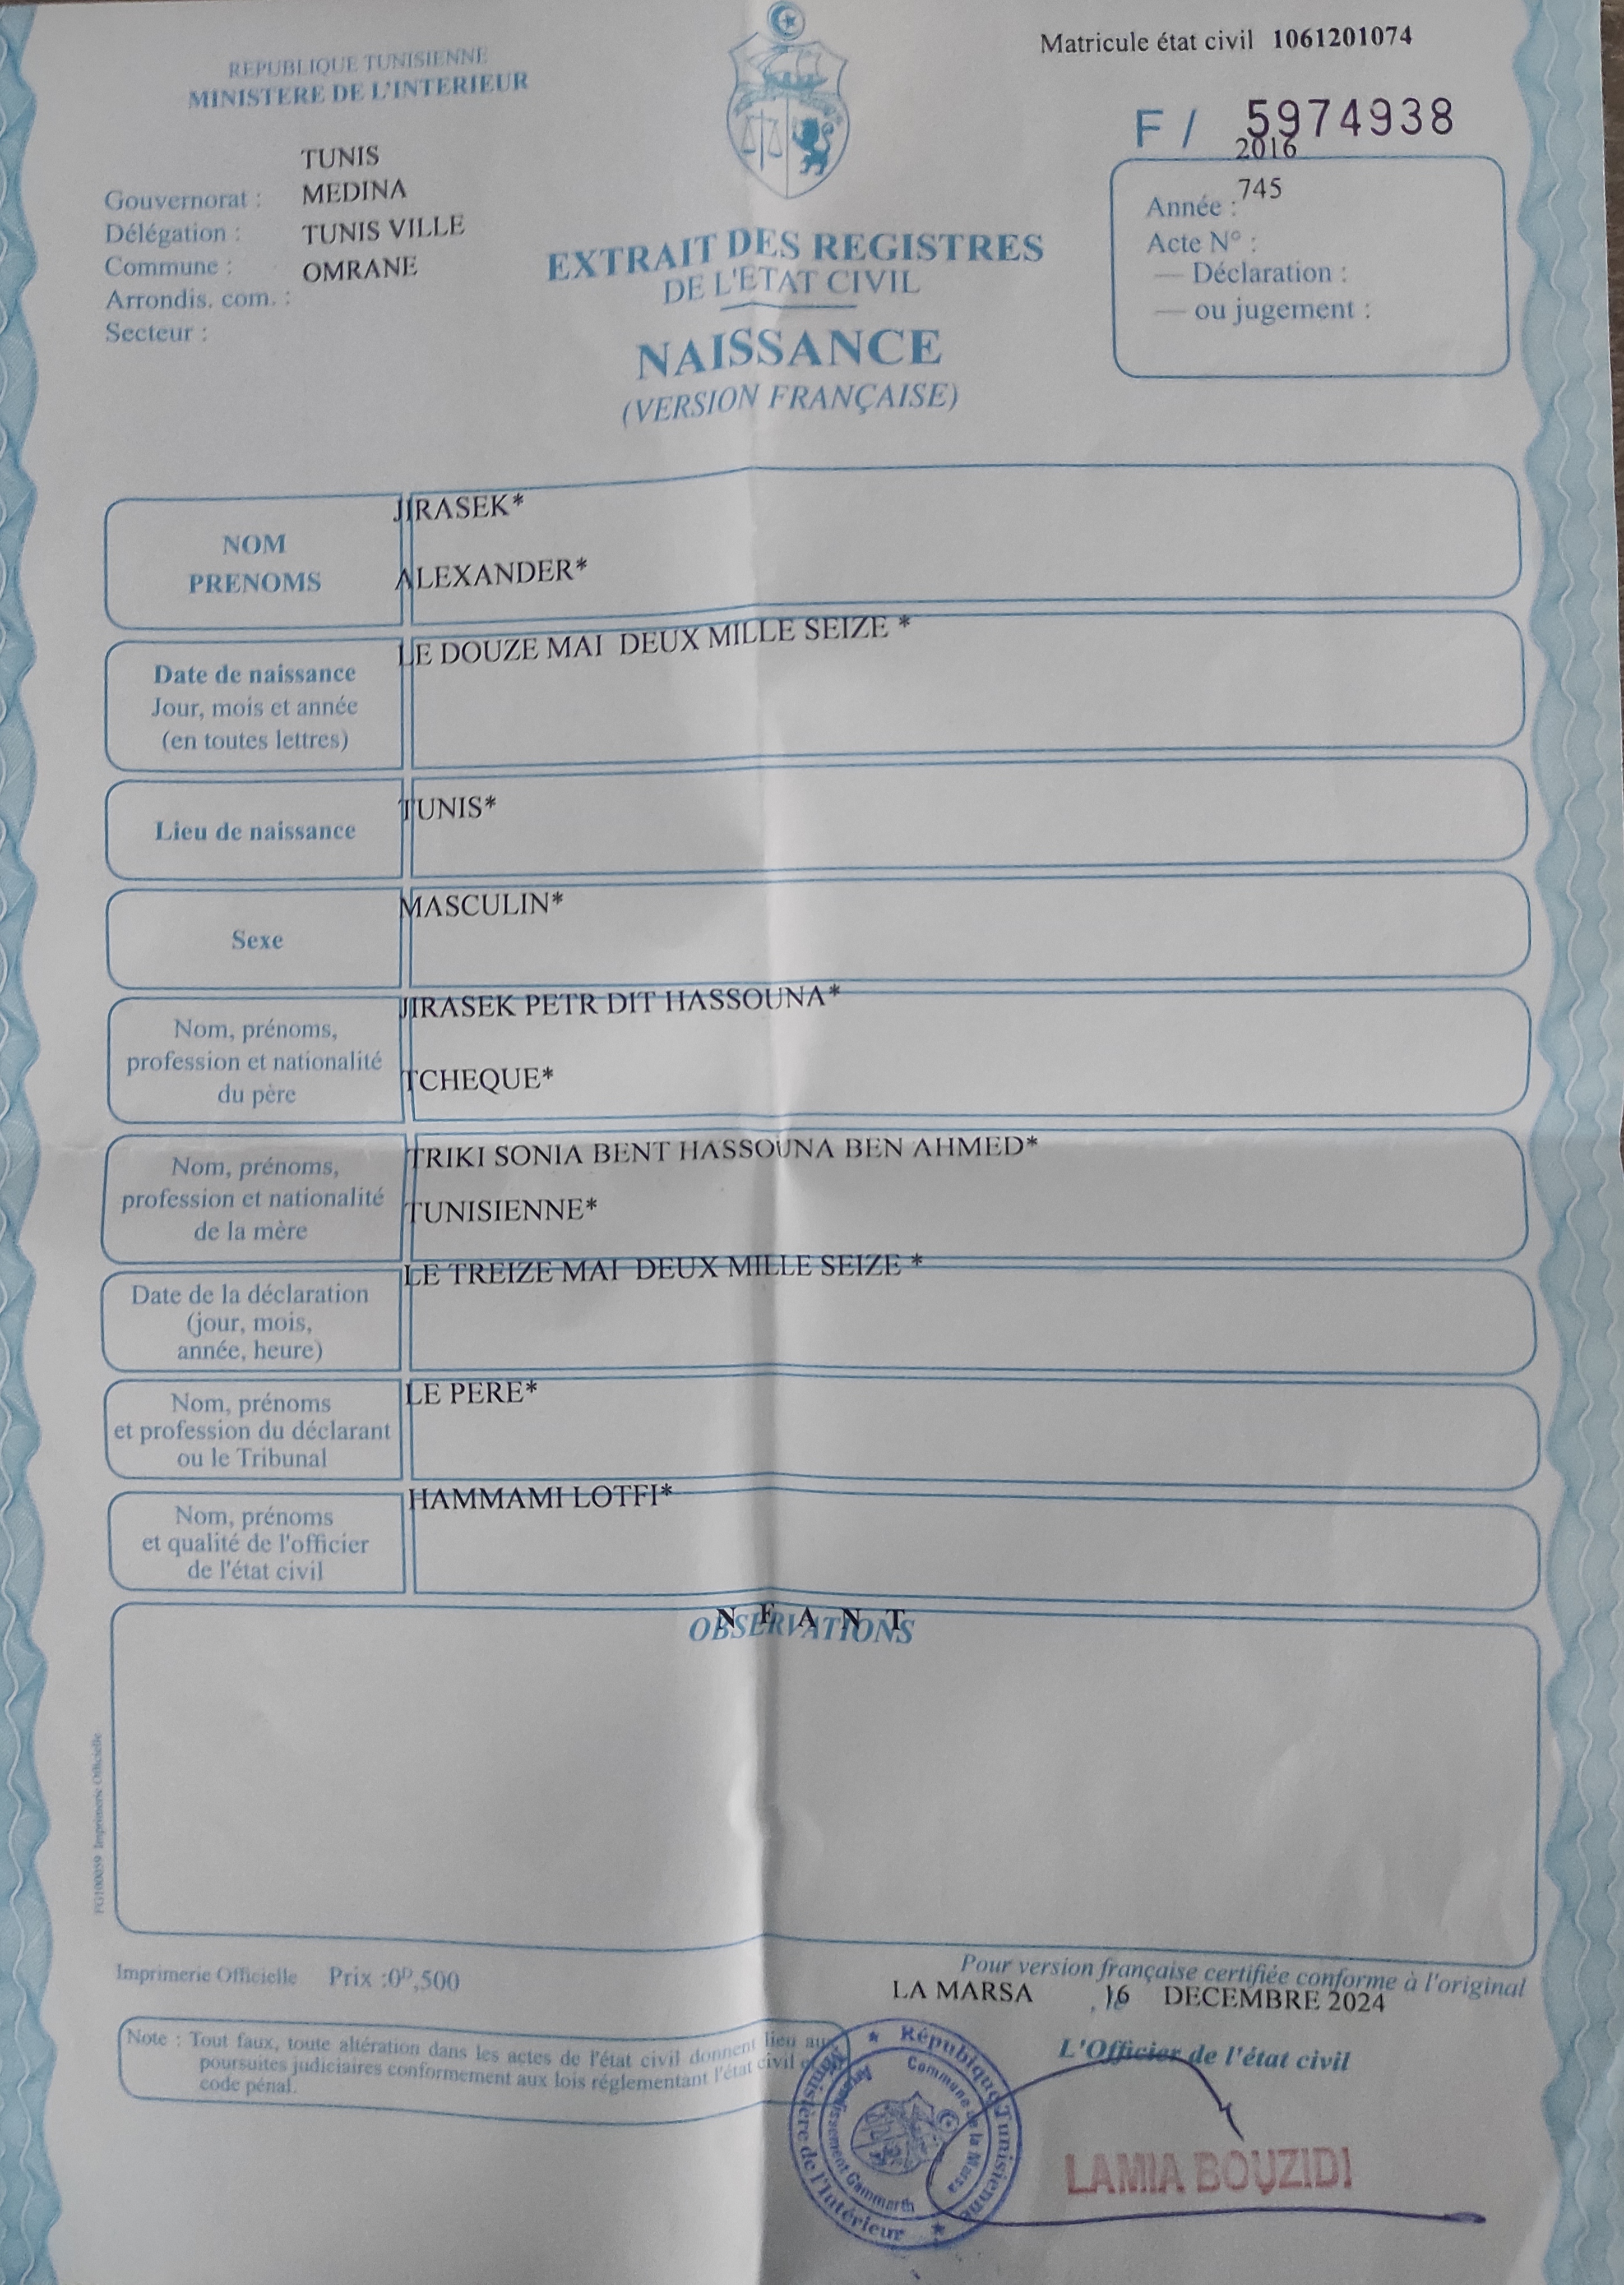 REPUBLIQUE TUNISIENNE
MINISTERE DE L'INTERIEUR
Matricule état civil 1061201074
F / 5974938
2016
745
Année :
Acte N° :
— Déclaration :
— ou jugement :
TUNIS
Gouvernorat : MEDINA
Délégation : TUNIS VILLE
Commune : OMRANE
Arrondis. com. :
Secteur :
EXTRAIT DES REGISTRES
DE L'ETAT CIVIL
NAISSANCE
(VERSION FRANÇAISE)
NOM
PRENOMS
JIRASEK*
ALEXANDER*
Date de naissance
Jour, mois et année
(en toutes lettres)
LE DOUZE MAI DEUX MILLE SEIZE *
Lieu de naissance
TUNIS*
Sexe
MASCULIN*
Nom, prénoms,
profession et nationalité
du père
JIRASEK PETR DIT HASSOUNA*
TCHEQUE*
Nom, prénoms,
profession et nationalité
de la mère
TRIKI SONIA BENT HASSOUNA BEN AHMED*
TUNISIENNE*
Date de la déclaration
(jour, mois,
année, heure)
LE TREIZE MAI DEUX MILLE SEIZE *
Nom, prénoms
et profession du déclarant
ou le Tribunal
LE PERE*
Nom, prénoms
et qualité de l'officier
de l'état civil
HAMMAMI LOTFI*
N E A N T
OBSERVATIONS
Imprimerie Officielle
Imprimerie Officielle Prix :0D,500
Pour version française certifiée conforme à l'original
LA MARSA 16 DECEMBRE 2024
L'Officier de l'état civil
Note : Tout faux, toute altération dans les actes de l'état civil donnent lieu au
poursuites judiciaires conformement aux lois réglementant l'état civil
code pénal.
République Tunisienne
Ministère de l'Intérieur
Commune de la Marsa
Arrondissement Gammarth
LAMIA BOUZIDI